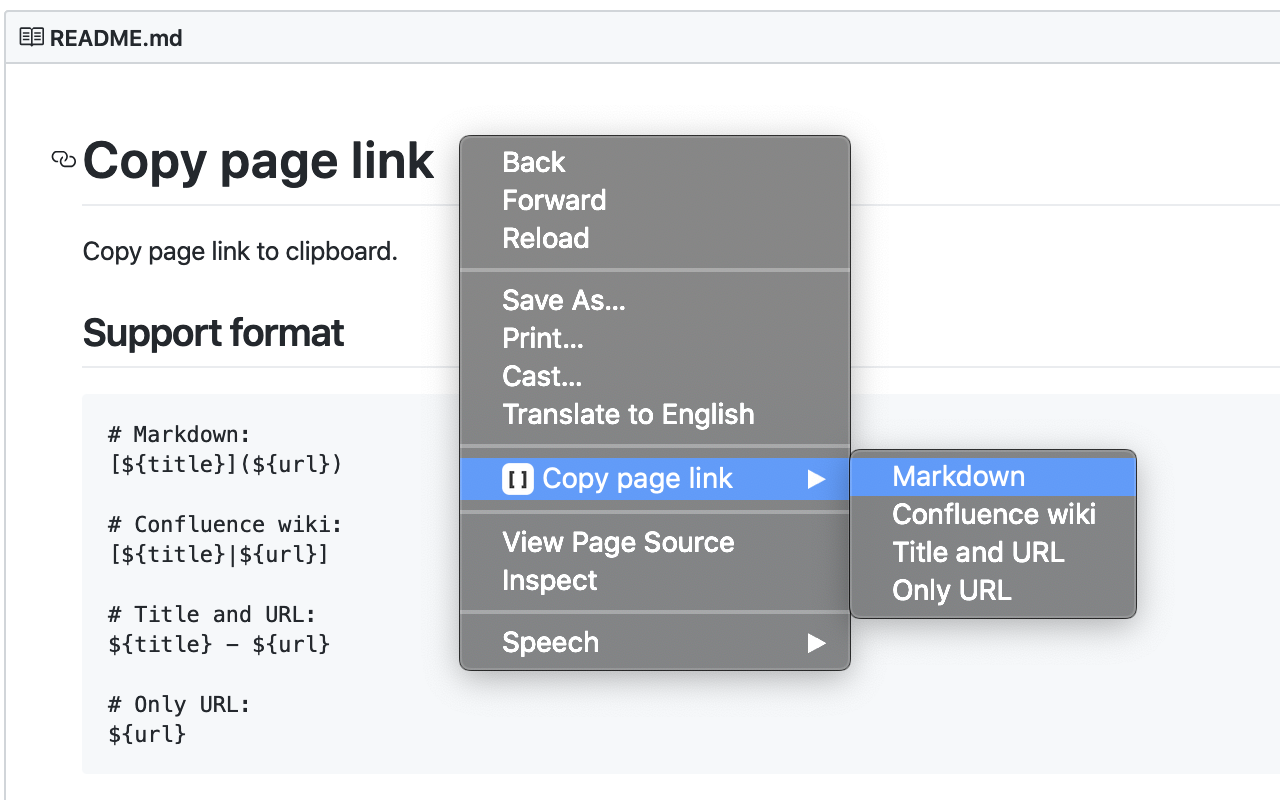 README.md
Copy page link
Copy page link to clipboard.
Support format
# Markdown:
[${title}](${url})
# Confluence wiki:
[${title}|${url}]
# Title and URL:
${title} – ${url}
# Only URL:
${url}
Back
Forward
Reload
Save As...
Print...
Cast...
Translate to English
[] Copy page link
View Page Source
Inspect
Speech
Markdown
Confluence wiki
Title and URL
Only URL